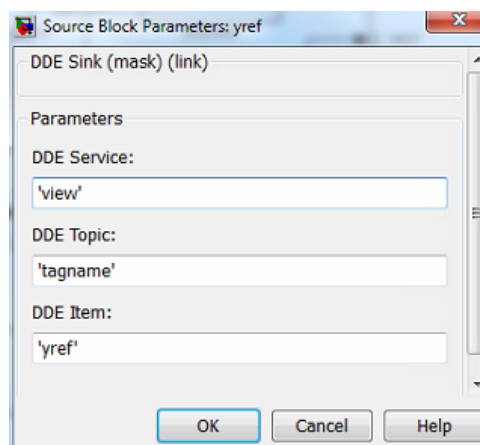 Source Block Parameters: yref
DDE Sink (mask) (link)
Parameters
DDE Service:
'view'
DDE Topic:
'tagname'
DDE Item:
'yref'
OK Cancel Help